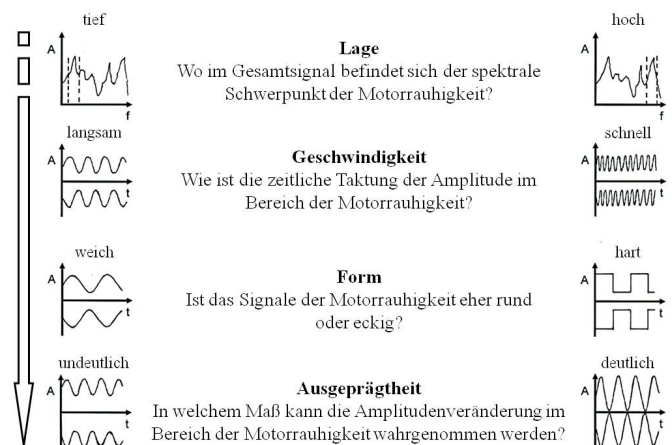 tief
hoch
A
f
Lage
Wo im Gesamtsignal befindet sich der spektrale
Schwerpunkt der Motorrauhigkeit?
A
f
langsam
schnell
A
t
Geschwindigkeit
Wie ist die zeitliche Taktung der Amplitude im
Bereich der Motorrauhigkeit?
A
t
weich
hart
A
t
Form
Ist das Signale der Motorrauhigkeit eher rund
oder eckig?
A
t
undeutlich
deutlich
A
t
Ausgeprägtheit
In welchem Maß kann die Amplitudenveränderung im
Bereich der Motorrauhigkeit wahrgenommen werden?
A
t